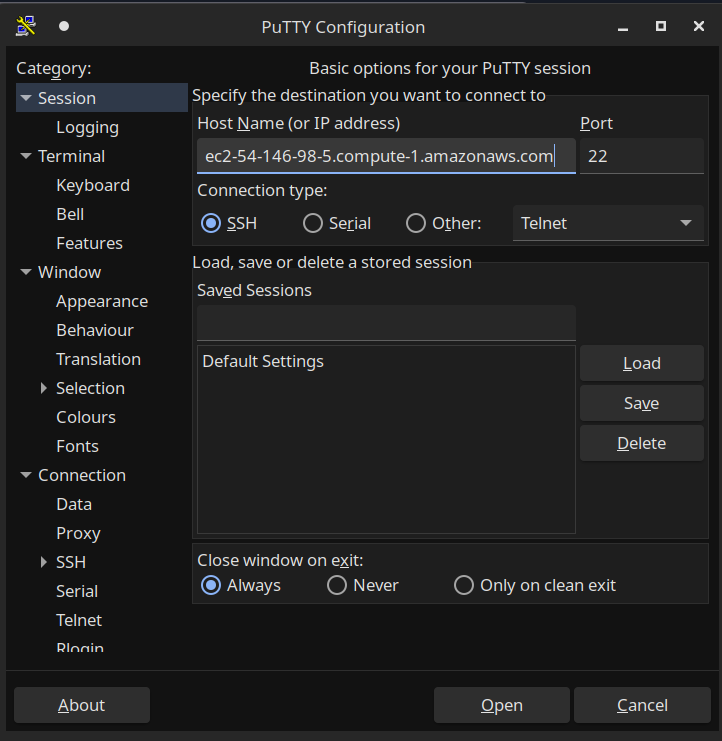 PuTTY Configuration
Category:
Session
Logging
Terminal
Keyboard
Bell
Features
Window
Appearance
Behaviour
Translation
Selection
Colours
Fonts
Connection
Data
Proxy
SSH
Serial
Telnet
Rlogin
Basic options for your PuTTY session
Specify the destination you want to connect to
Host Name (or IP address) Port
ec2-54-146-98-5.compute-1.amazonaws.com 22
Connection type:
SSH Serial Other: Telnet
Load, save or delete a stored session
Saved Sessions
Default Settings
Load
Save
Delete
Close window on exit:
Always Never Only on clean exit
About Open Cancel